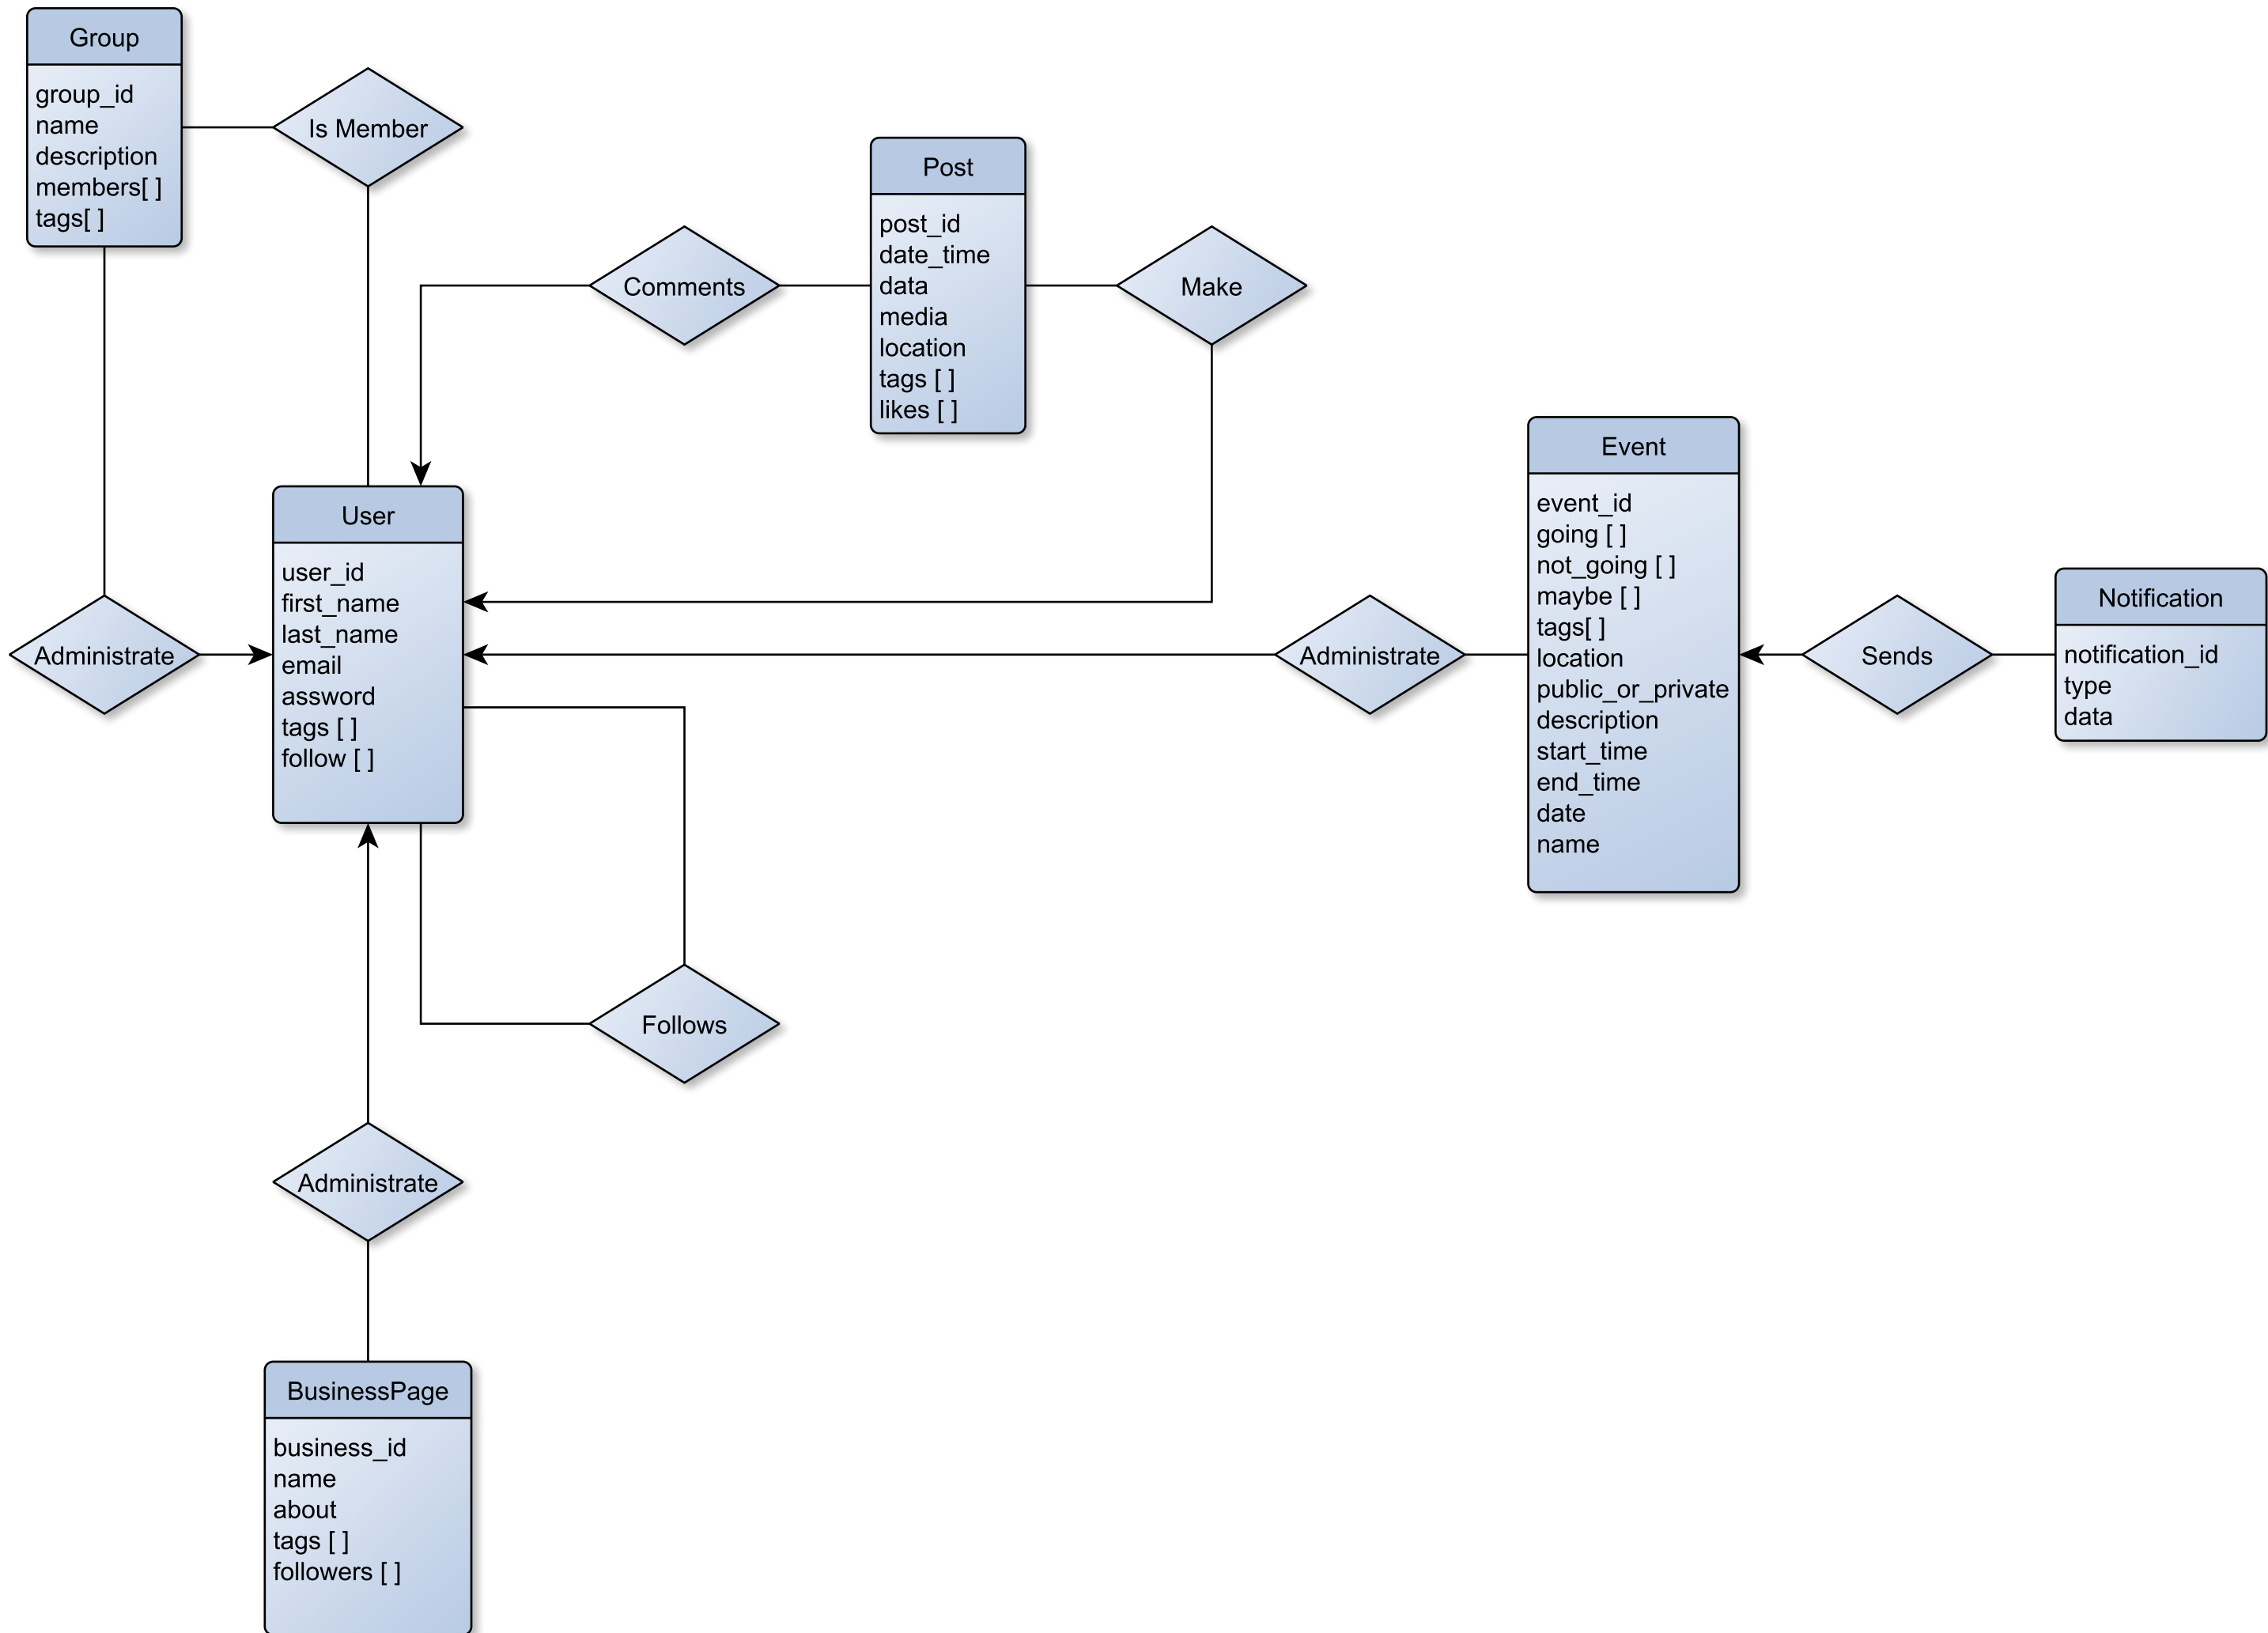 Group
group_id
name
description
members[ ]
tags[ ]
Is Member
Comments
Post
post_id
date_time
data
media
location
tags [ ]
likes [ ]
Make
User
user_id
first_name
last_name
email
assword
tags [ ]
follow [ ]
Administrate
Administrate
Event
event_id
going [ ]
not_going [ ]
maybe [ ]
tags[ ]
location
public_or_private
description
start_time
end_time
date
name
Sends
Notification
notification_id
type
data
Follows
Administrate
BusinessPage
business_id
name
about
tags [ ]
followers [ ]